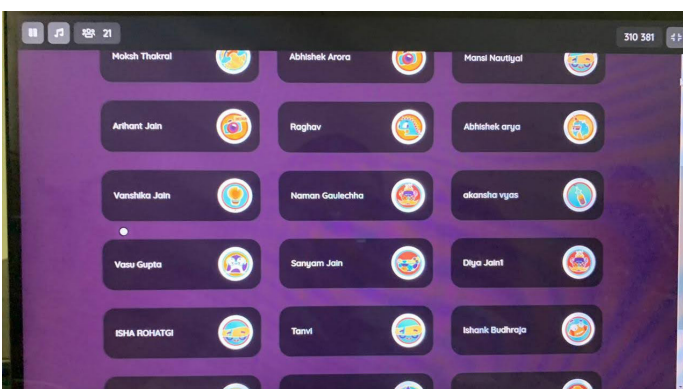 21
310 381
Moksh Thakral
Abhishek Arora
Mansi Nautiyal
Arihant Jain
Raghav
Abhishek arya
Vanshika Jain
Naman Gaulechha
akansha vyas
Vasu Gupta
Sanyam Jain
Diya Jain1
ISHA ROHATGI
Tanvi
Ishank Budhraja